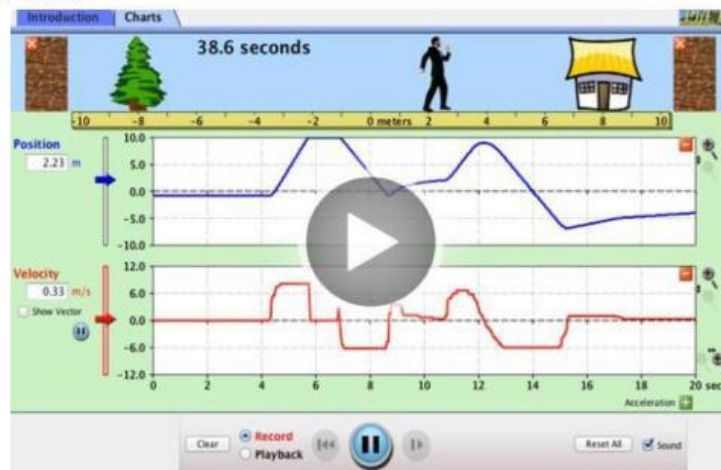 Introduction Charts
38.6 seconds
-10 -8 -6 -4 -2 0 meters 2 4 6 8 10
Position
2.23 m
10.0
5.0
0.0
-5.0
-10.0
Velocity
0.33 m/s
Show Vector
12.0
6.0
0.0
-6.0
-12.0
0 2 4 6 8 10 12 14 16 18 20 sec
Acceleration
Clear Record Playback Reset All Sound